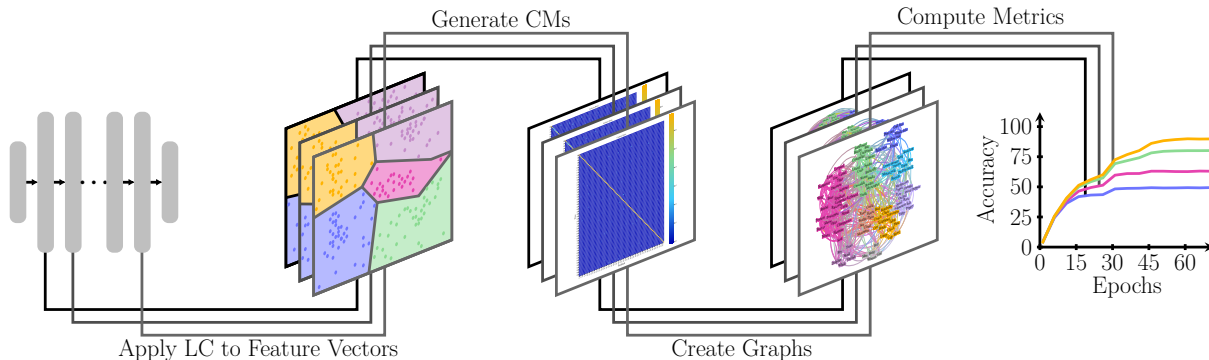 Generate CMs
Compute Metrics
Accuracy
100
75
50
25
0
0 15 30 45 60
Epochs
Apply LC to Feature Vectors
Create Graphs